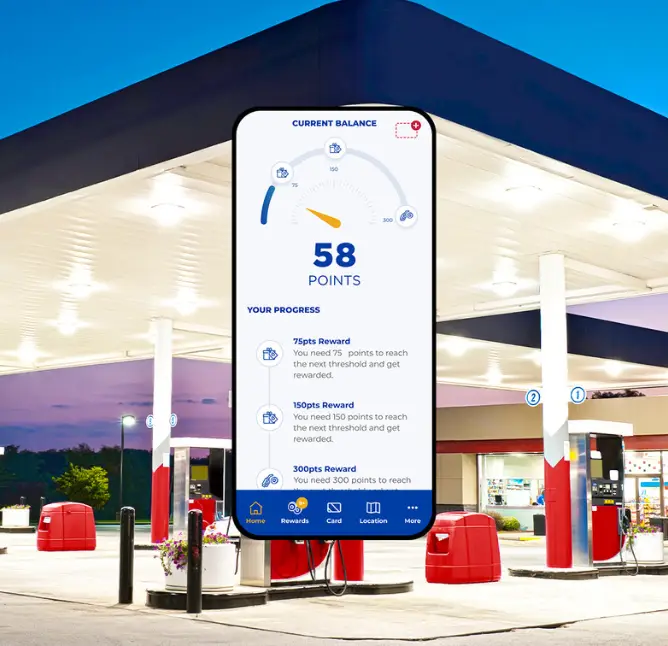 CURRENT BALANCE
150
75
300
58
POINTS
YOUR PROGRESS
75pts Reward
You need 75 points to reach
the next threshold and get
rewarded.
150pts Reward
You need 150 points to reach
the next threshold and get
rewarded.
300pts Reward
You need 300 points to reach
Home
Rewards
Card
Location
More
2
1